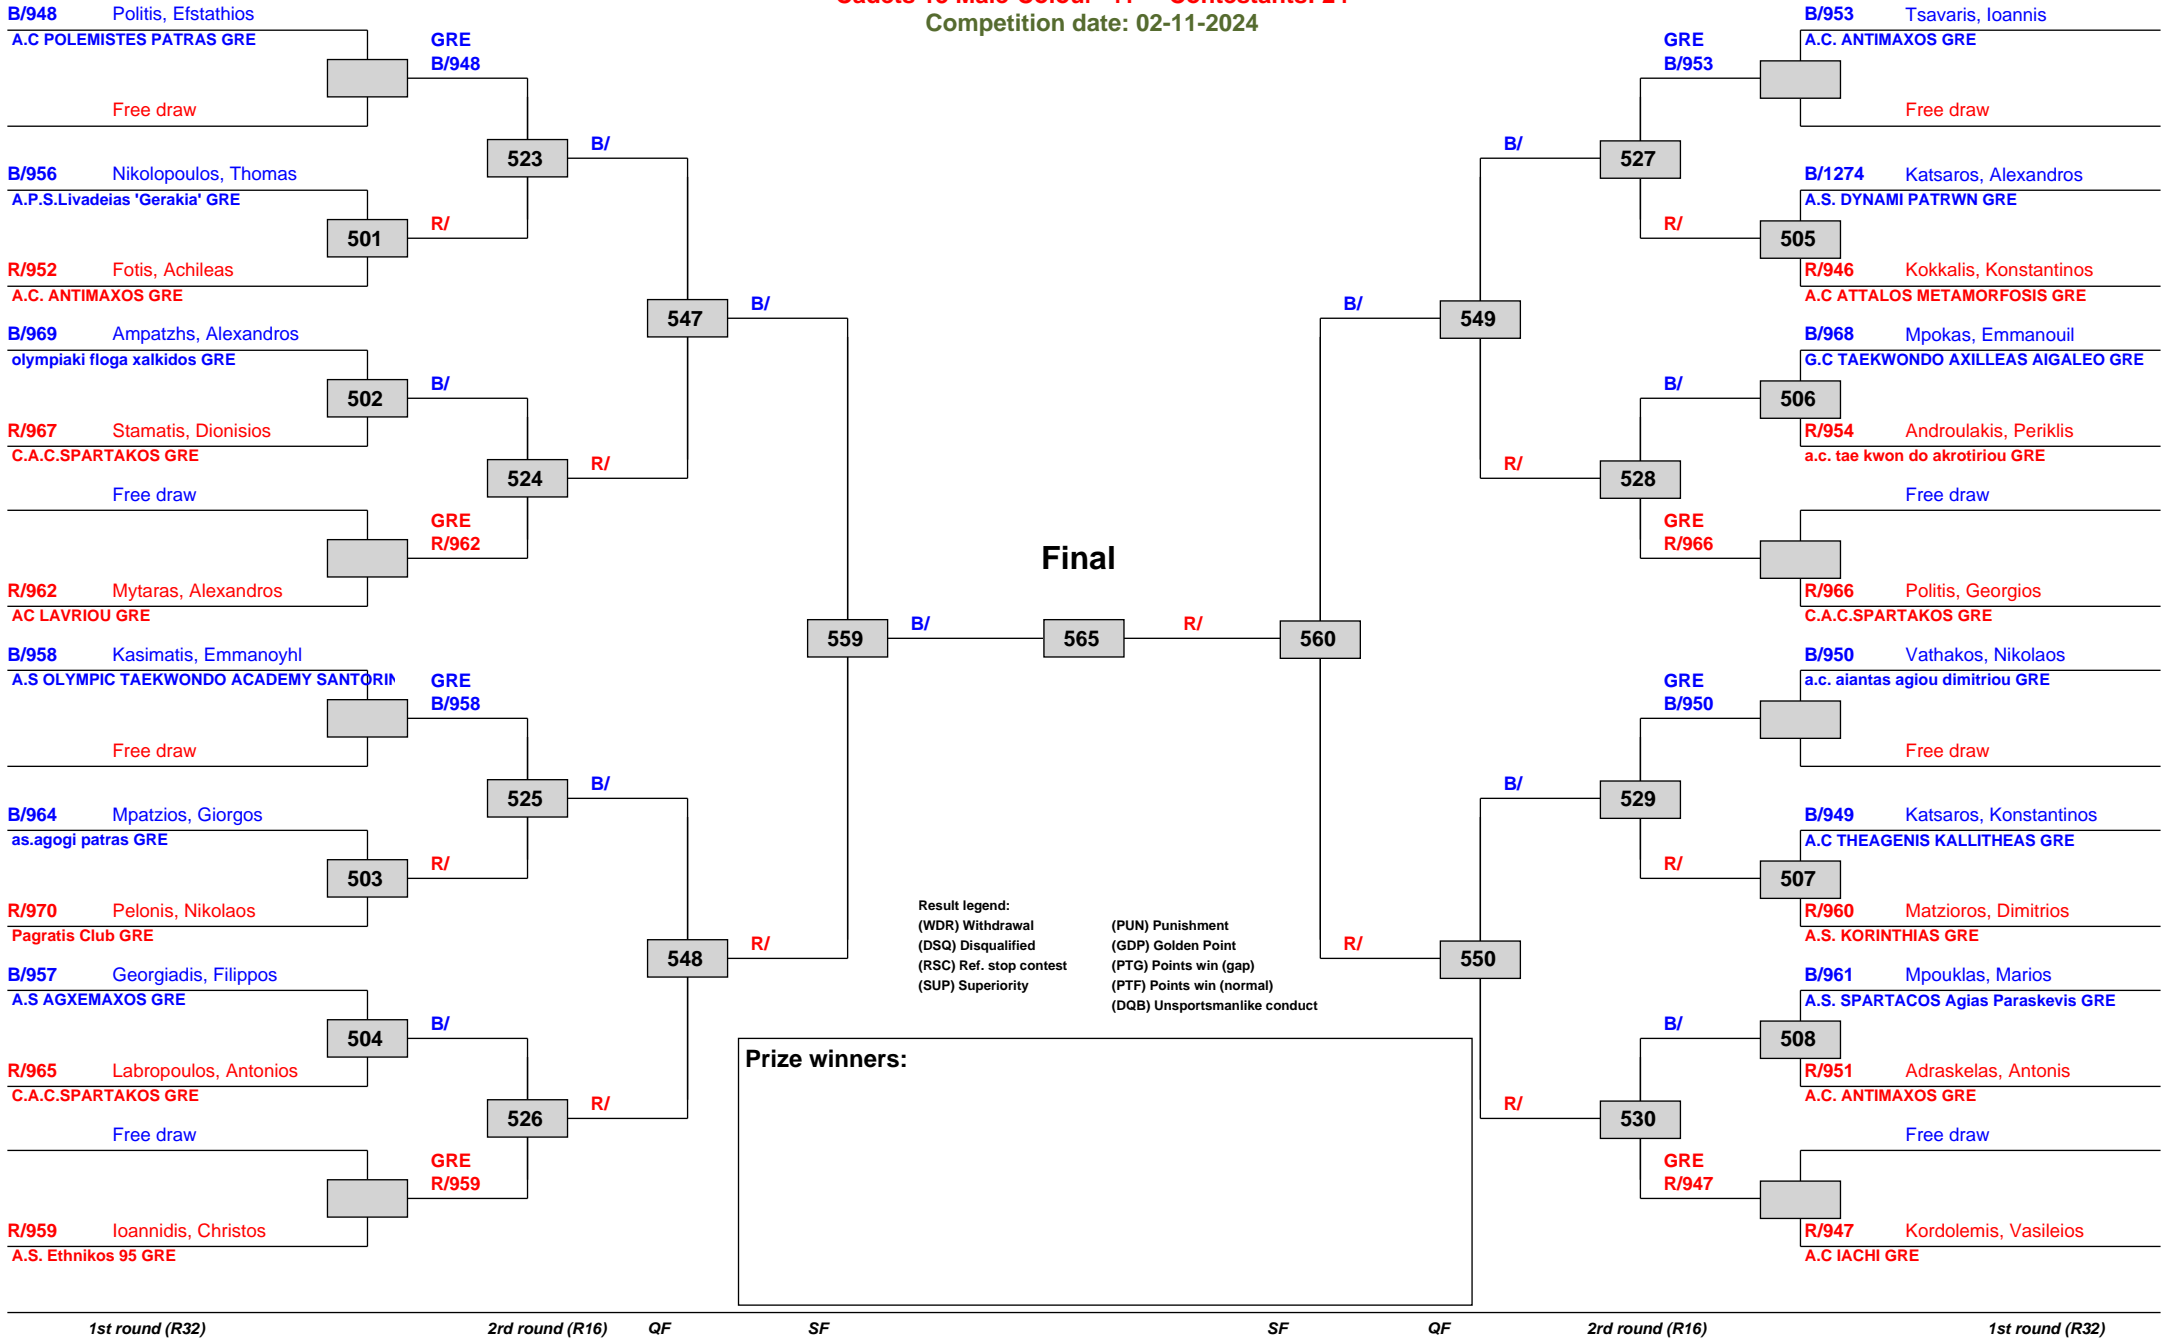 Competition date: 02-11-2024
B/948 Politis, Efstathios
A.C POLEMISTES PATRAS GRE
GRE
B/948
Free draw
523
B/
B/956 Nikolopoulos, Thomas
A.P.S.Livadeias 'Gerakia' GRE
501
R/
R/952 Fotis, Achileas
A.C. ANTIMAXOS GRE
547
B/
B/969 Ampatzhs, Alexandros
olympiaki floga xalkidos GRE
502
B/
R/967 Stamatis, Dionisios
C.A.C.SPARTAKOS GRE
524
R/
Free draw
GRE
R/962
R/962 Mytaras, Alexandros
AC LAVRIOU GRE
559
B/
B/958 Kasimatis, Emmanoyhl
A.S OLYMPIC TAEKWONDO ACADEMY SANTORIN
GRE
B/958
Free draw
525
B/
B/964 Mpatzios, Giorgos
as.agogi patras GRE
503
R/
R/970 Pelonis, Nikolaos
Pagratis Club GRE
548
R/
B/957 Georgiadis, Filippos
A.S AGXEMAXOS GRE
504
B/
R/965 Labropoulos, Antonios
C.A.C.SPARTAKOS GRE
526
R/
Free draw
GRE
R/959
R/959 Ioannidis, Christos
A.S. Ethnikos 95 GRE
Final
565
R/
560
B/953 Tsavaris, Ioannis
A.C. ANTIMAXOS GRE
GRE
B/953
Free draw
B/
527
B/1274 Katsaros, Alexandros
A.S. DYNAMI PATRWN GRE
R/
505
R/946 Kokkalis, Konstantinos
A.C ATTALOS METAMORFOSIS GRE
B/
549
B/968 Mpokas, Emmanouil
G.C TAEKWONDO AXILLEAS AIGALEO GRE
B/
506
R/954 Androulakis, Periklis
a.c. tae kwon do akrotiriou GRE
R/
528
Free draw
GRE
R/966
R/966 Politis, Georgios
C.A.C.SPARTAKOS GRE
B/950 Vathakos, Nikolaos
a.c. aiantas agiou dimitriou GRE
GRE
B/950
Free draw
B/
529
B/949 Katsaros, Konstantinos
A.C THEAGENIS KALLITHEAS GRE
R/
507
R/960 Matzioros, Dimitrios
A.S. KORINTHIAS GRE
R/
550
B/961 Mpouklas, Marios
A.S. SPARTACOS Agias Paraskevis GRE
B/
508
R/951 Adraskelas, Antonis
A.C. ANTIMAXOS GRE
R/
530
Free draw
GRE
R/947
R/947 Kordolemis, Vasileios
A.C IACHI GRE
Result legend:
(WDR) Withdrawal (PUN) Punishment
(DSQ) Disqualified (GDP) Golden Point
(RSC) Ref. stop contest (PTG) Points win (gap)
(SUP) Superiority (PTF) Points win (normal)
(DQB) Unsportsmanlike conduct
Prize winners:
1st round (R32) 2rd round (R16) QF SF SF QF 2rd round (R16) 1st round (R32)